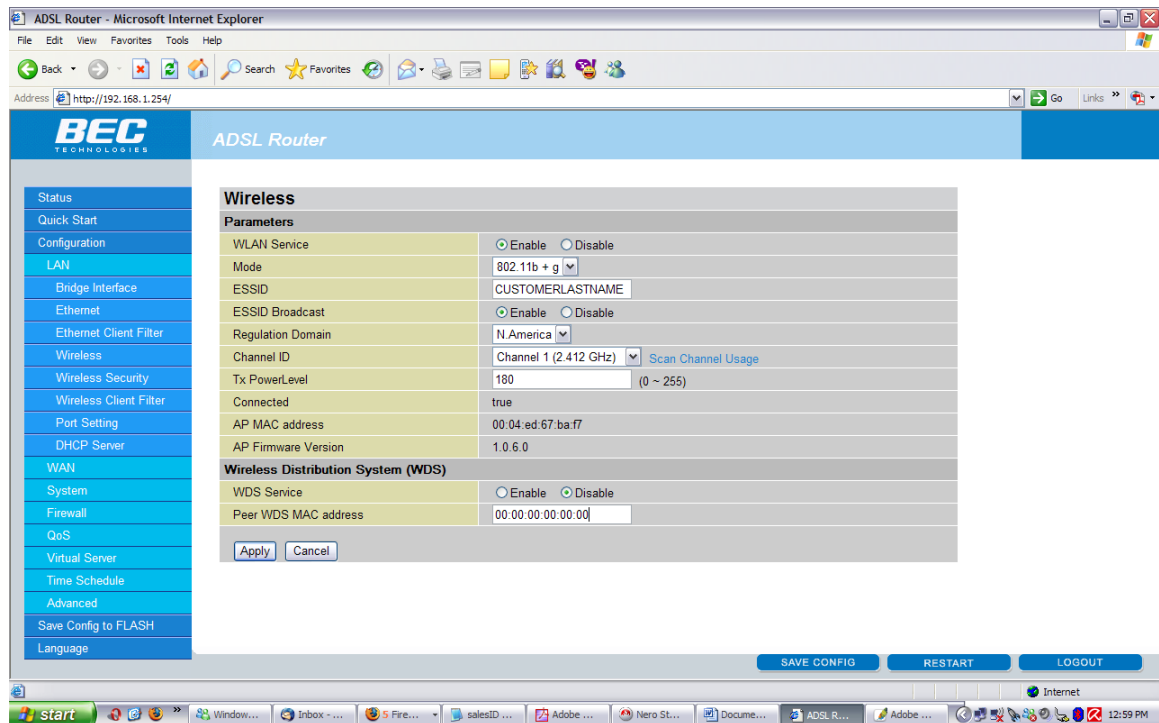 ADSL Router - Microsoft Internet Explorer
File Edit View Favorites Tools Help
Back Search Favorites
Address http://192.168.1.254/ Go Links »
BEC
TECHNOLOGIES
ADSL Router
Status
Quick Start
Configuration
LAN
Bridge Interface
Ethernet
Ethernet Client Filter
Wireless
Wireless Security
Wireless Client Filter
Port Setting
DHCP Server
WAN
System
Firewall
QoS
Virtual Server
Time Schedule
Advanced
Save Config to FLASH
Language
Wireless
Parameters
WLAN Service Enable Disable
Mode 802.11b + g
ESSID CUSTOMERLASTNAME
ESSID Broadcast Enable Disable
Regulation Domain N.America
Channel ID Channel 1 (2.412 GHz) Scan Channel Usage
Tx PowerLevel 180 (0 ~ 255)
Connected true
AP MAC address 00:04:ed:67:ba:f7
AP Firmware Version 1.0.6.0
Wireless Distribution System (WDS)
WDS Service Enable Disable
Peer WDS MAC address 00:00:00:00:00:00
Apply Cancel
SAVE CONFIG RESTART LOGOUT
Internet
start » Window... Inbox - ... 5 Fire... salesID ... Adobe ... Nero St... Docume... ADSL R... Adobe ... 12:59 PM